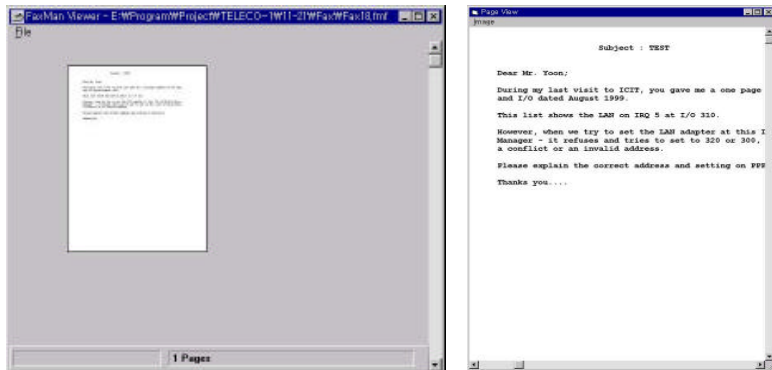 FaxMan Viewer - E:₩Program₩Project₩TELECO~1₩11-21₩Fax₩Fax18.fmf
File
1 Pages
Page View
Image
Subject : TEST
Dear Mr. Yoon;
During my last visit to ICIT, you gave me a one page
and I/O dated August 1999.
This list shows the LAN on IRQ 5 at I/O 310.
However, when we try to set the LAN adapter at this I
Manager - it refuses and tries to set to 320 or 300,
a conflict or an invalid address.
Please explain the correct address and setting on PPR
Thanks you....